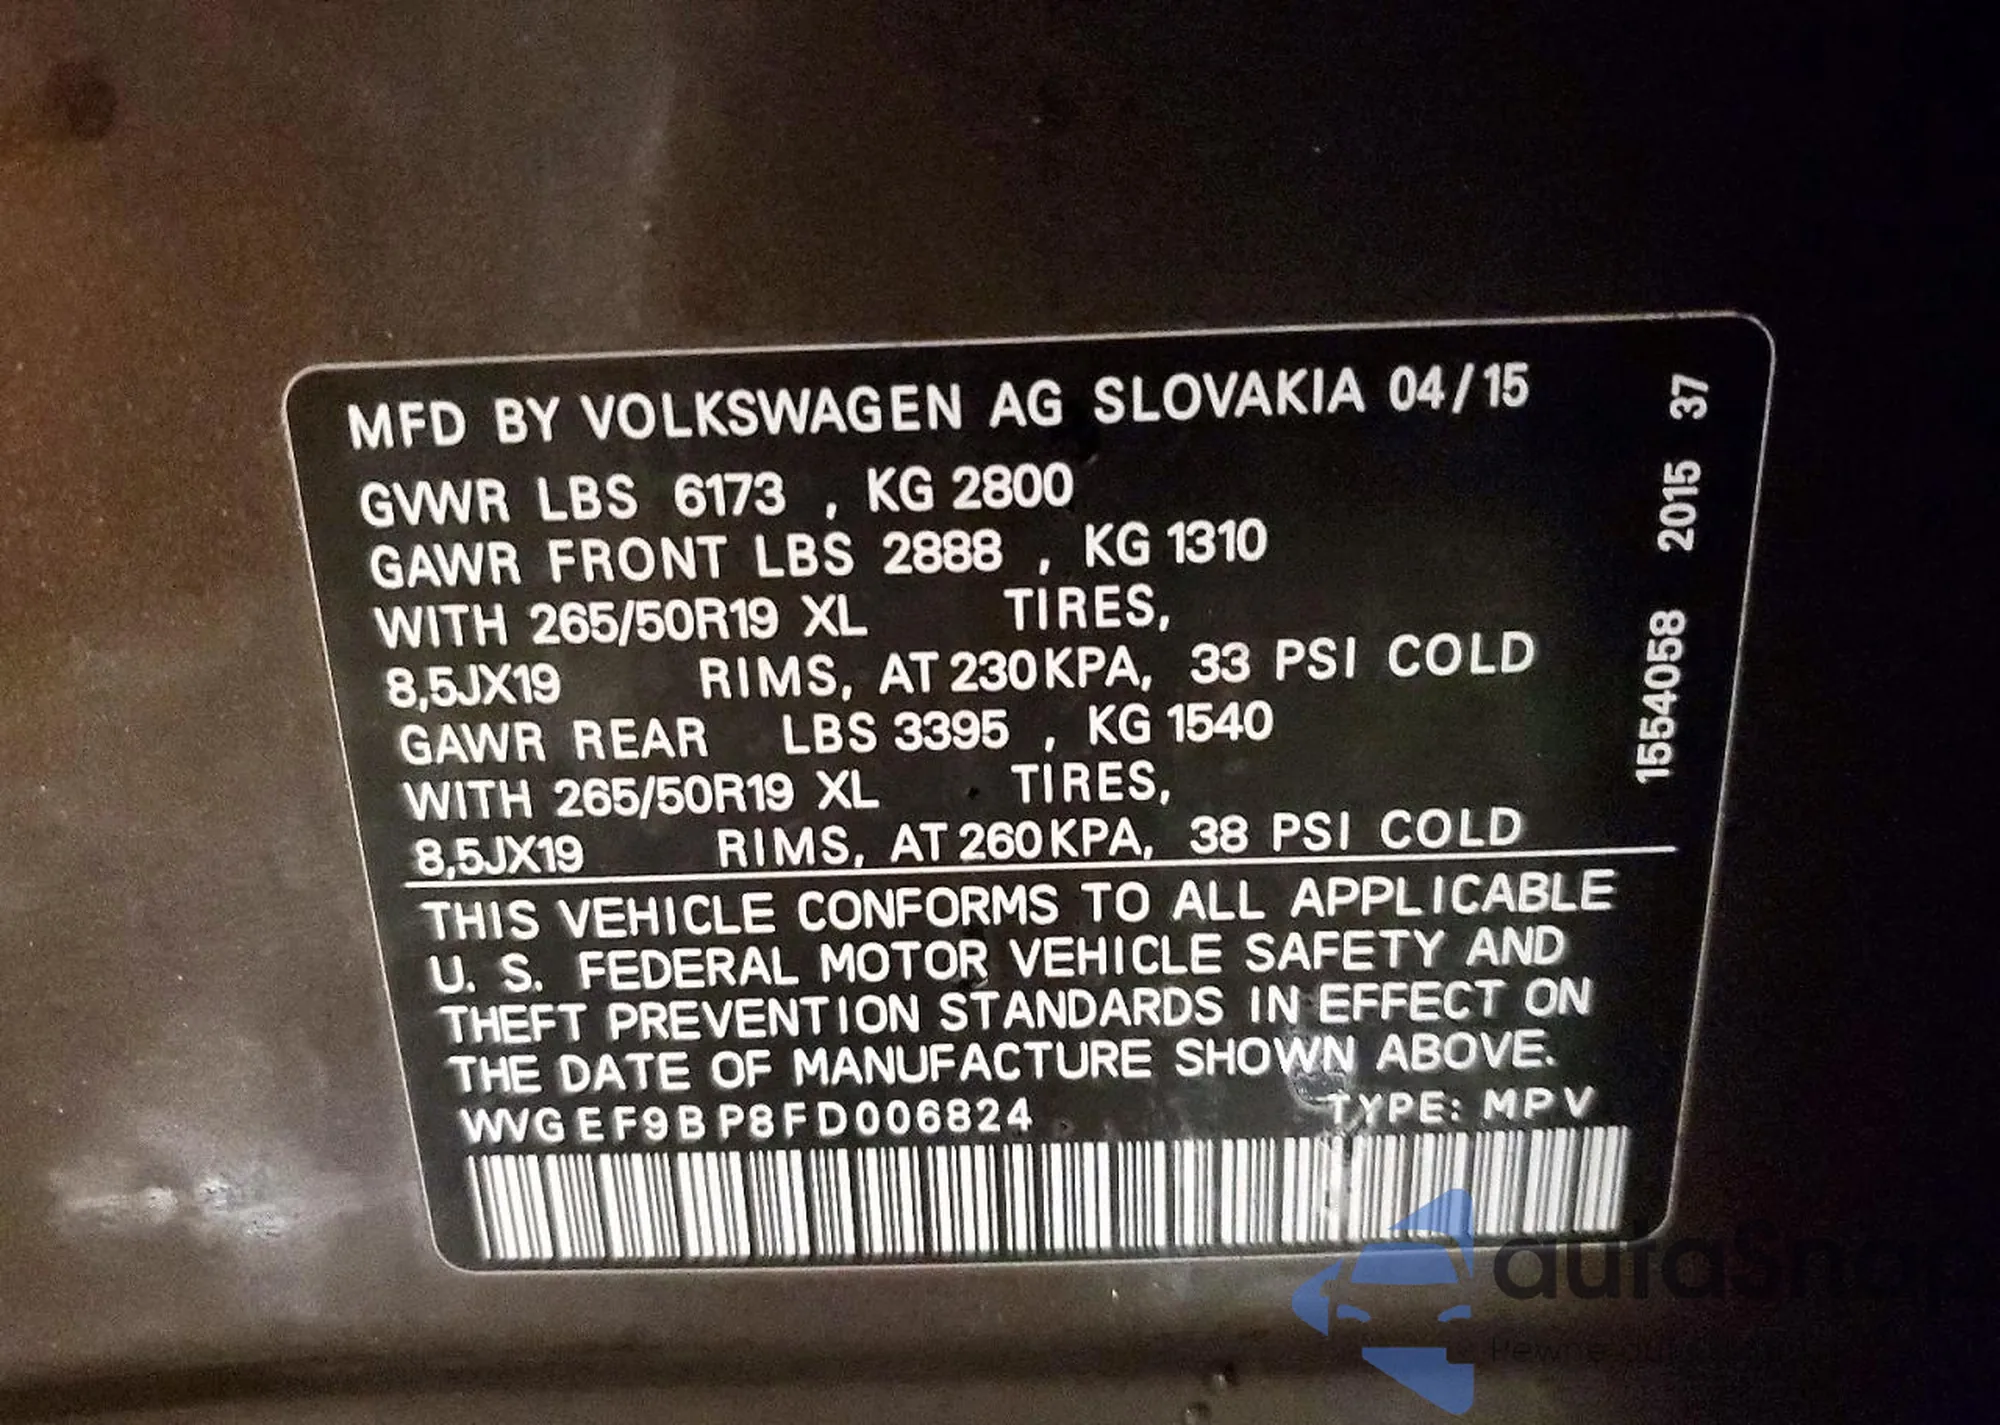 MFD BY VOLKSWAGEN AG SLOVAKIA 04/15
GVWR LBS 6173 , KG 2800
GAWR FRONT LBS 2888 , KG 1310
WITH 265/50R19 XL TIRES,
8,5JX19 RIMS, AT 230KPA, 33 PSI COLD
GAWR REAR LBS 3395 , KG 1540
WITH 265/50R19 XL TIRES,
8,5JX19 RIMS, AT 260KPA, 38 PSI COLD
THIS VEHICLE CONFORMS TO ALL APPLICABLE
U. S. FEDERAL MOTOR VEHICLE SAFETY AND
THEFT PREVENTION STANDARDS IN EFFECT ON
THE DATE OF MANUFACTURE SHOWN ABOVE.
WVGEF9BP8FD006824 TYPE: MPV
1554058 2015 37